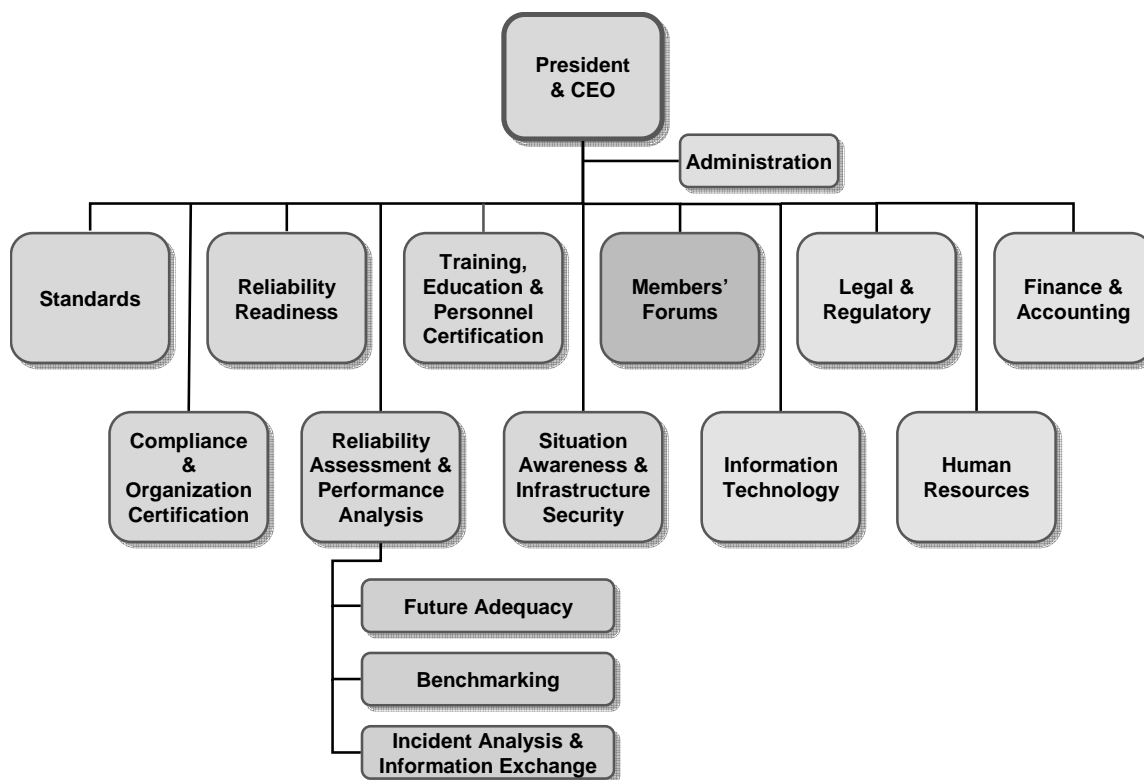 President
& CEO
Administration
Standards
Reliability
Readiness
Training,
Education &
Personnel
Certification
Members’
Forums
Legal &
Regulatory
Finance &
Accounting
Compliance
&
Organization
Certification
Reliability
Assessment &
Performance
Analysis
Situation
Awareness &
Infrastructure
Security
Information
Technology
Human
Resources
Future Adequacy
Benchmarking
Incident Analysis &
Information Exchange